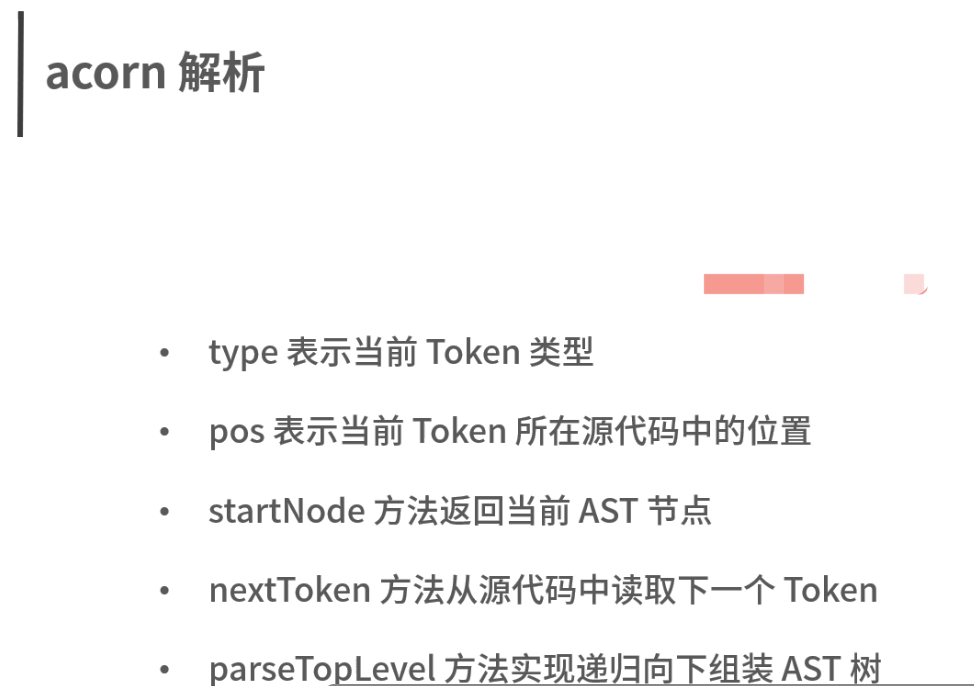 acorn 解析
• type 表示当前 Token 类型
• pos 表示当前 Token 所在源代码中的位置
• startNode 方法返回当前 AST 节点
• nextToken 方法从源代码中读取下一个 Token
• parseTopLevel 方法实现递归向下组装 AST 树